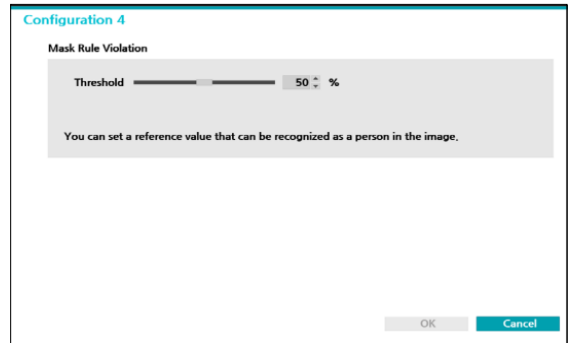 Configuration 4
Mask Rule Violation
Threshold 50 %
You can set a reference value that can be recognized as a person in the image.
OK Cancel